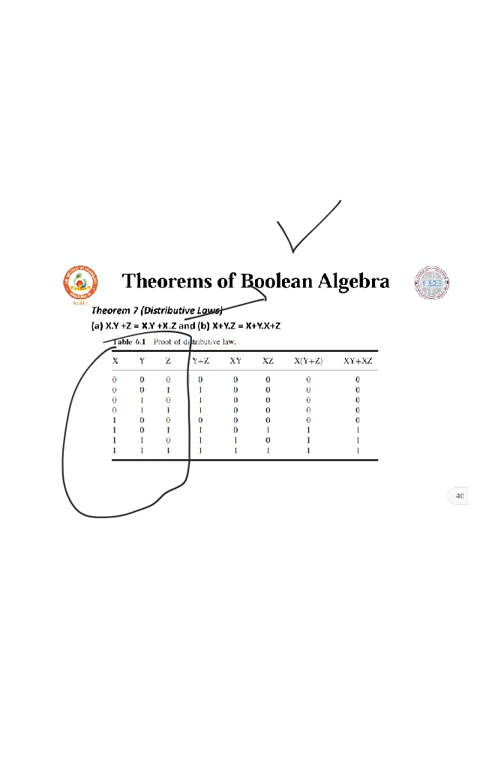 Theorems of Boolean Algebra
Theorem 7 (Distributive Laws)
(a) X.Y +Z = X.Y +X.Z and (b) X+Y.Z = X+Y.X+Z
Table 6.1 Proof of distributive law.
X Y Z Y+Z XY XZ X(Y+Z) XY+XZ
0 0 0 0 0 0 0 0
0 0 1 1 0 0 0 0
0 1 0 1 0 0 0 0
0 1 1 1 0 0 0 0
1 0 0 0 0 0 0 0
1 0 1 1 0 1 1 1
1 1 0 1 1 0 1 1
1 1 1 1 1 1 1 1
40